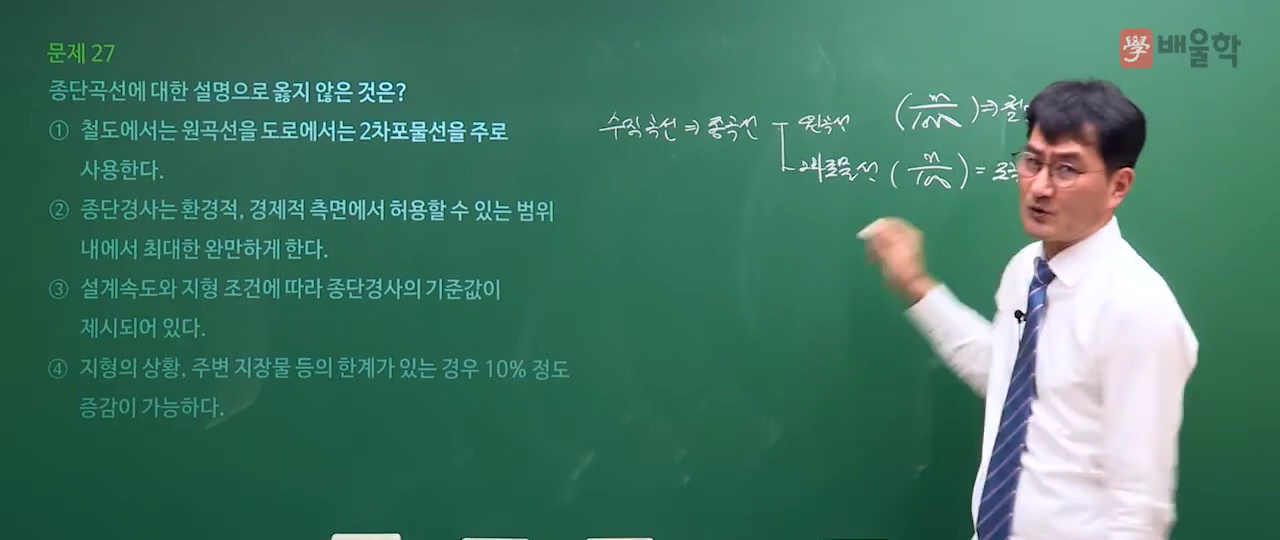 學 배울학
문제 27
종단곡선에 대한 설명으로 옳지 않은 것은?
① 철도에서는 원곡선을 도로에서는 2차포물선을 주로
사용한다.
② 종단경사는 환경적, 경제적 측면에서 허용할 수 있는 범위
내에서 최대한 완만하게 한다.
③ 설계속도와 지형 조건에 따라 종단경사의 기준값이
제시되어 있다.
④ 지형의 상황, 주변 지장물 등의 한계가 있는 경우 10% 정도
증감이 가능하다.
수직곡선 ⇒ 종곡선 원곡선 (n/1000) ⇒ 철
2차포물선 (n/100) =